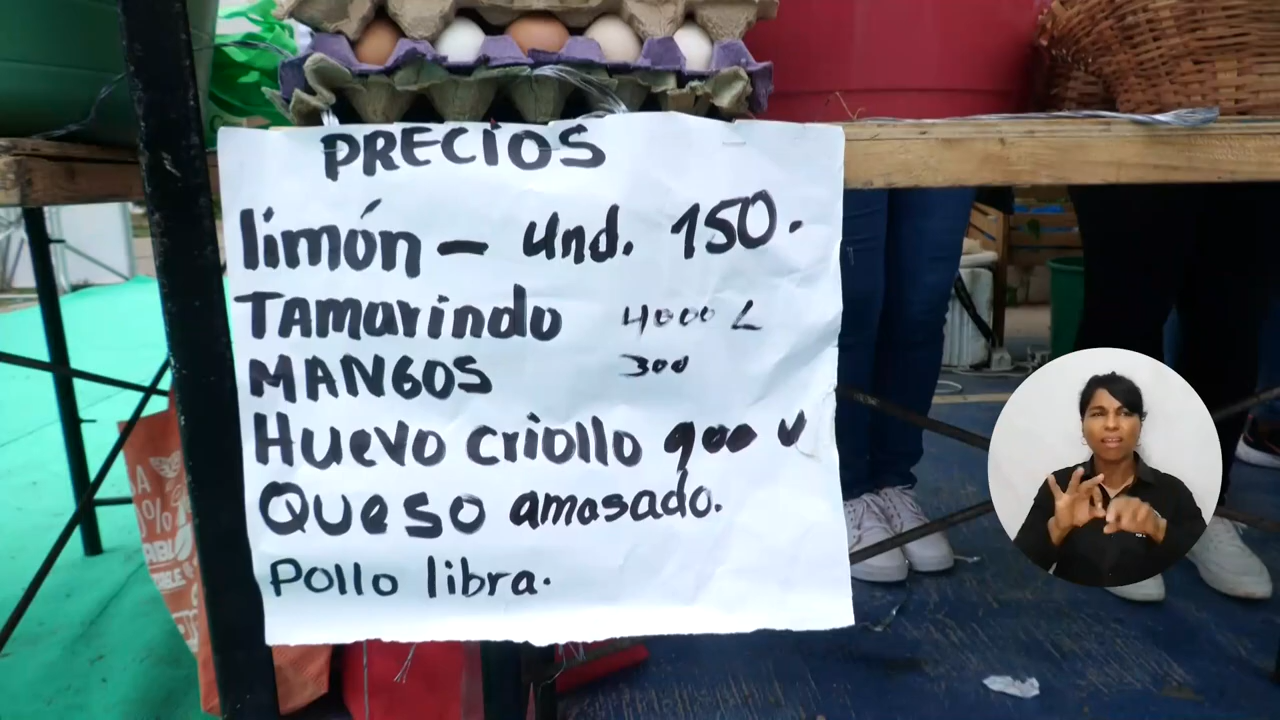 PRECIOS
limón - Und. 150.
TAMARINDO 4000 L
MANGOS 300
Huevo criollo 900 U
Queso amasado.
Pollo libra.